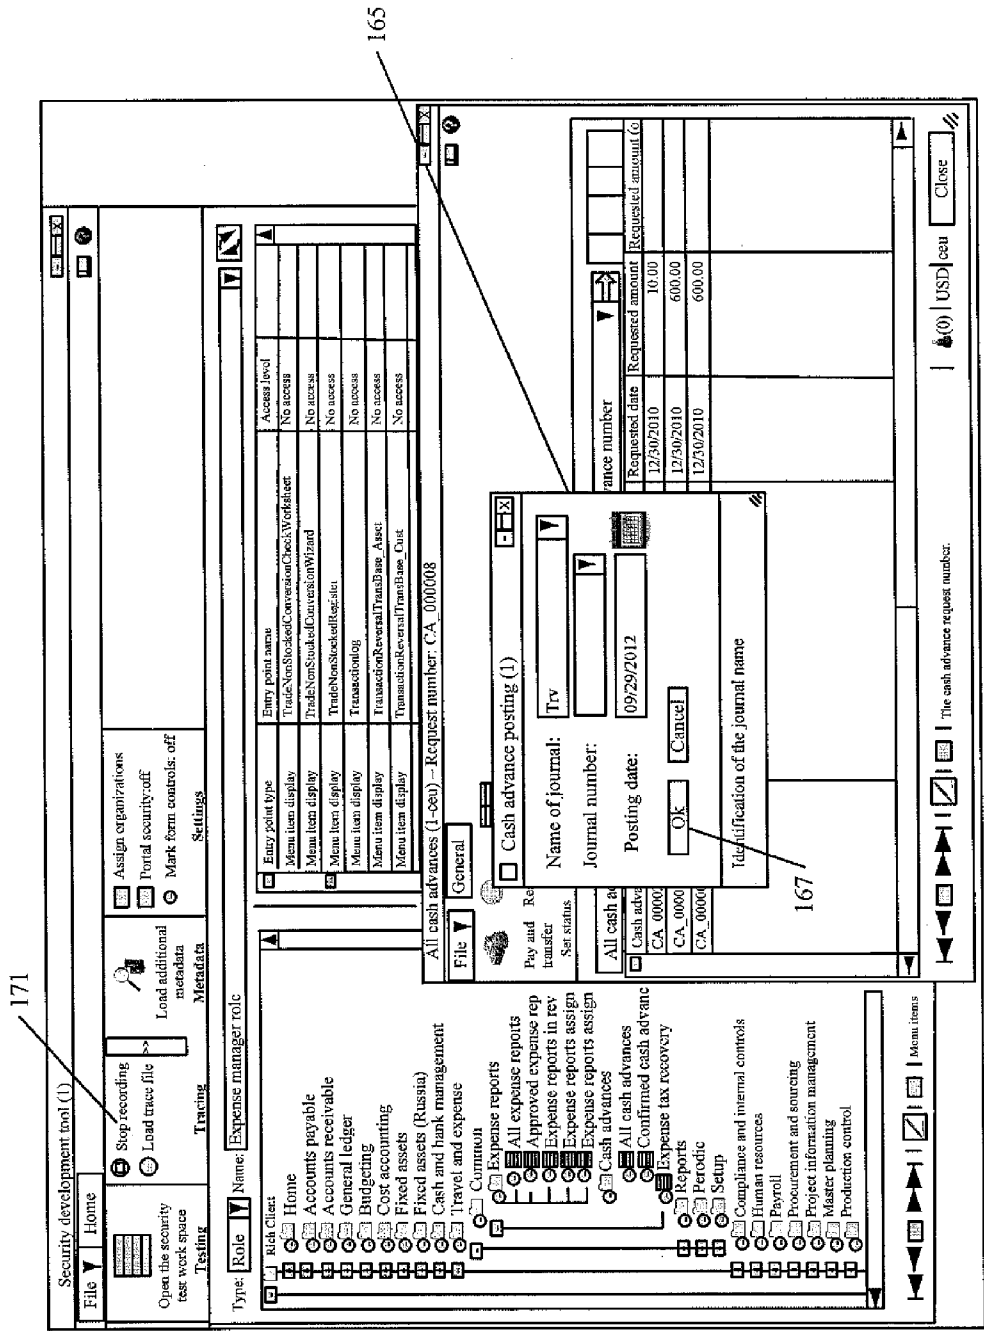 171
165
Security development tool (1)
File Home
Open the security
test work space
Testing
Stop recording
Load trace file
>>
Tracing
Load additional
metadata
Metadata
Assign organizations
Portal security:off
Mark form controls: off
Settings
Type: Role Name: Expense manager role
Rich Client
Home
Accounts payable
Accounts receivable
General ledger
Budgeting
Cost accounting
Fixed assets
Fixed assets (Russia)
Cash and bank management
Travel and expense
Common
Expense reports
All expense reports
Approved expense rep
Expense reports in rev
Expense reports assign
Expense reports assign
Cash advances
All cash advances
Confirmed cash advanc
Expense tax recovery
Reports
Perodic
Setup
Compliance and internal controls
Human resources
Payroll
Procurement and sourcing
Project information management
Master planning
Production control
Menu items
Entry point type Entry point name Access level
Menu item display TradeNonStockedConversionCheckWorksheet No access
Menu item display TradeNonStockedConversionWizard No access
Menu item display TradeNonStockedRegister No access
Menu item display Transactionlog No access
Menu item display TransactionReversalTransBase_Asset No access
Menu item display TransactionReversalTransBase_Cust No access
All cash advances (1-ceu) – Request number: CA_000008
File General
Pay and
transfer
Re
Set status
All cash ad
vance number
Cash adva Requested date Requested amount Requested amount (o
12/30/2010 10.00
CA_0000 12/30/2010 600.00
12/30/2010 600.00
Cash advance posting (1)
Name of journal: Trv
Journal number:
Posting date: 09/29/2012
Ok Cancel
Identification of the journal name
167
The cash advance request number.
(0) USD ceu Close